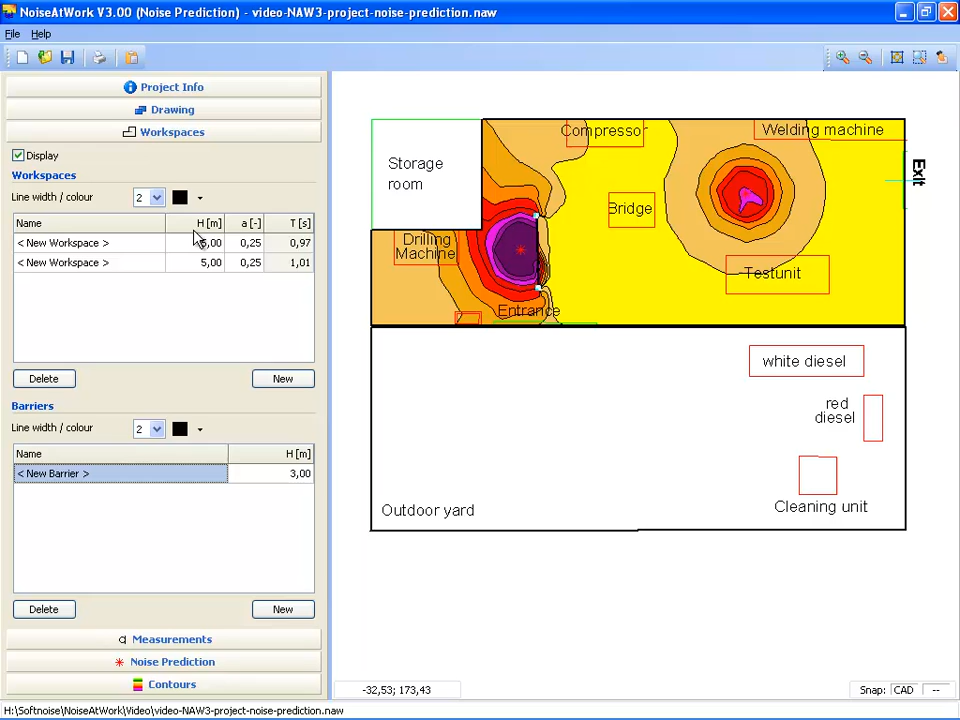 NoiseAtWork V3.00 (Noise Prediction) - video-NAW3-project-noise-prediction.naw
File Help
Project Info
Drawing
Workspaces
Display
Workspaces
Line width / colour 2
Name H [m] a [-] T [s]
< New Workspace > 5,00 0,25 0,97
< New Workspace > 5,00 0,25 1,01
Delete New
Barriers
Line width / colour 2
Name H [m]
< New Barrier > 3,00
Delete New
Measurements
Noise Prediction
Contours
Storage
room
Compressor
Welding machine
Exit
Bridge
Drilling
Machine
Testunit
Entrance
white diesel
red
diesel
Cleaning unit
Outdoor yard
-32,53; 173,43
Snap: CAD --
H:\Softnoise\NoiseAtWork\Video\video-NAW3-project-noise-prediction.naw